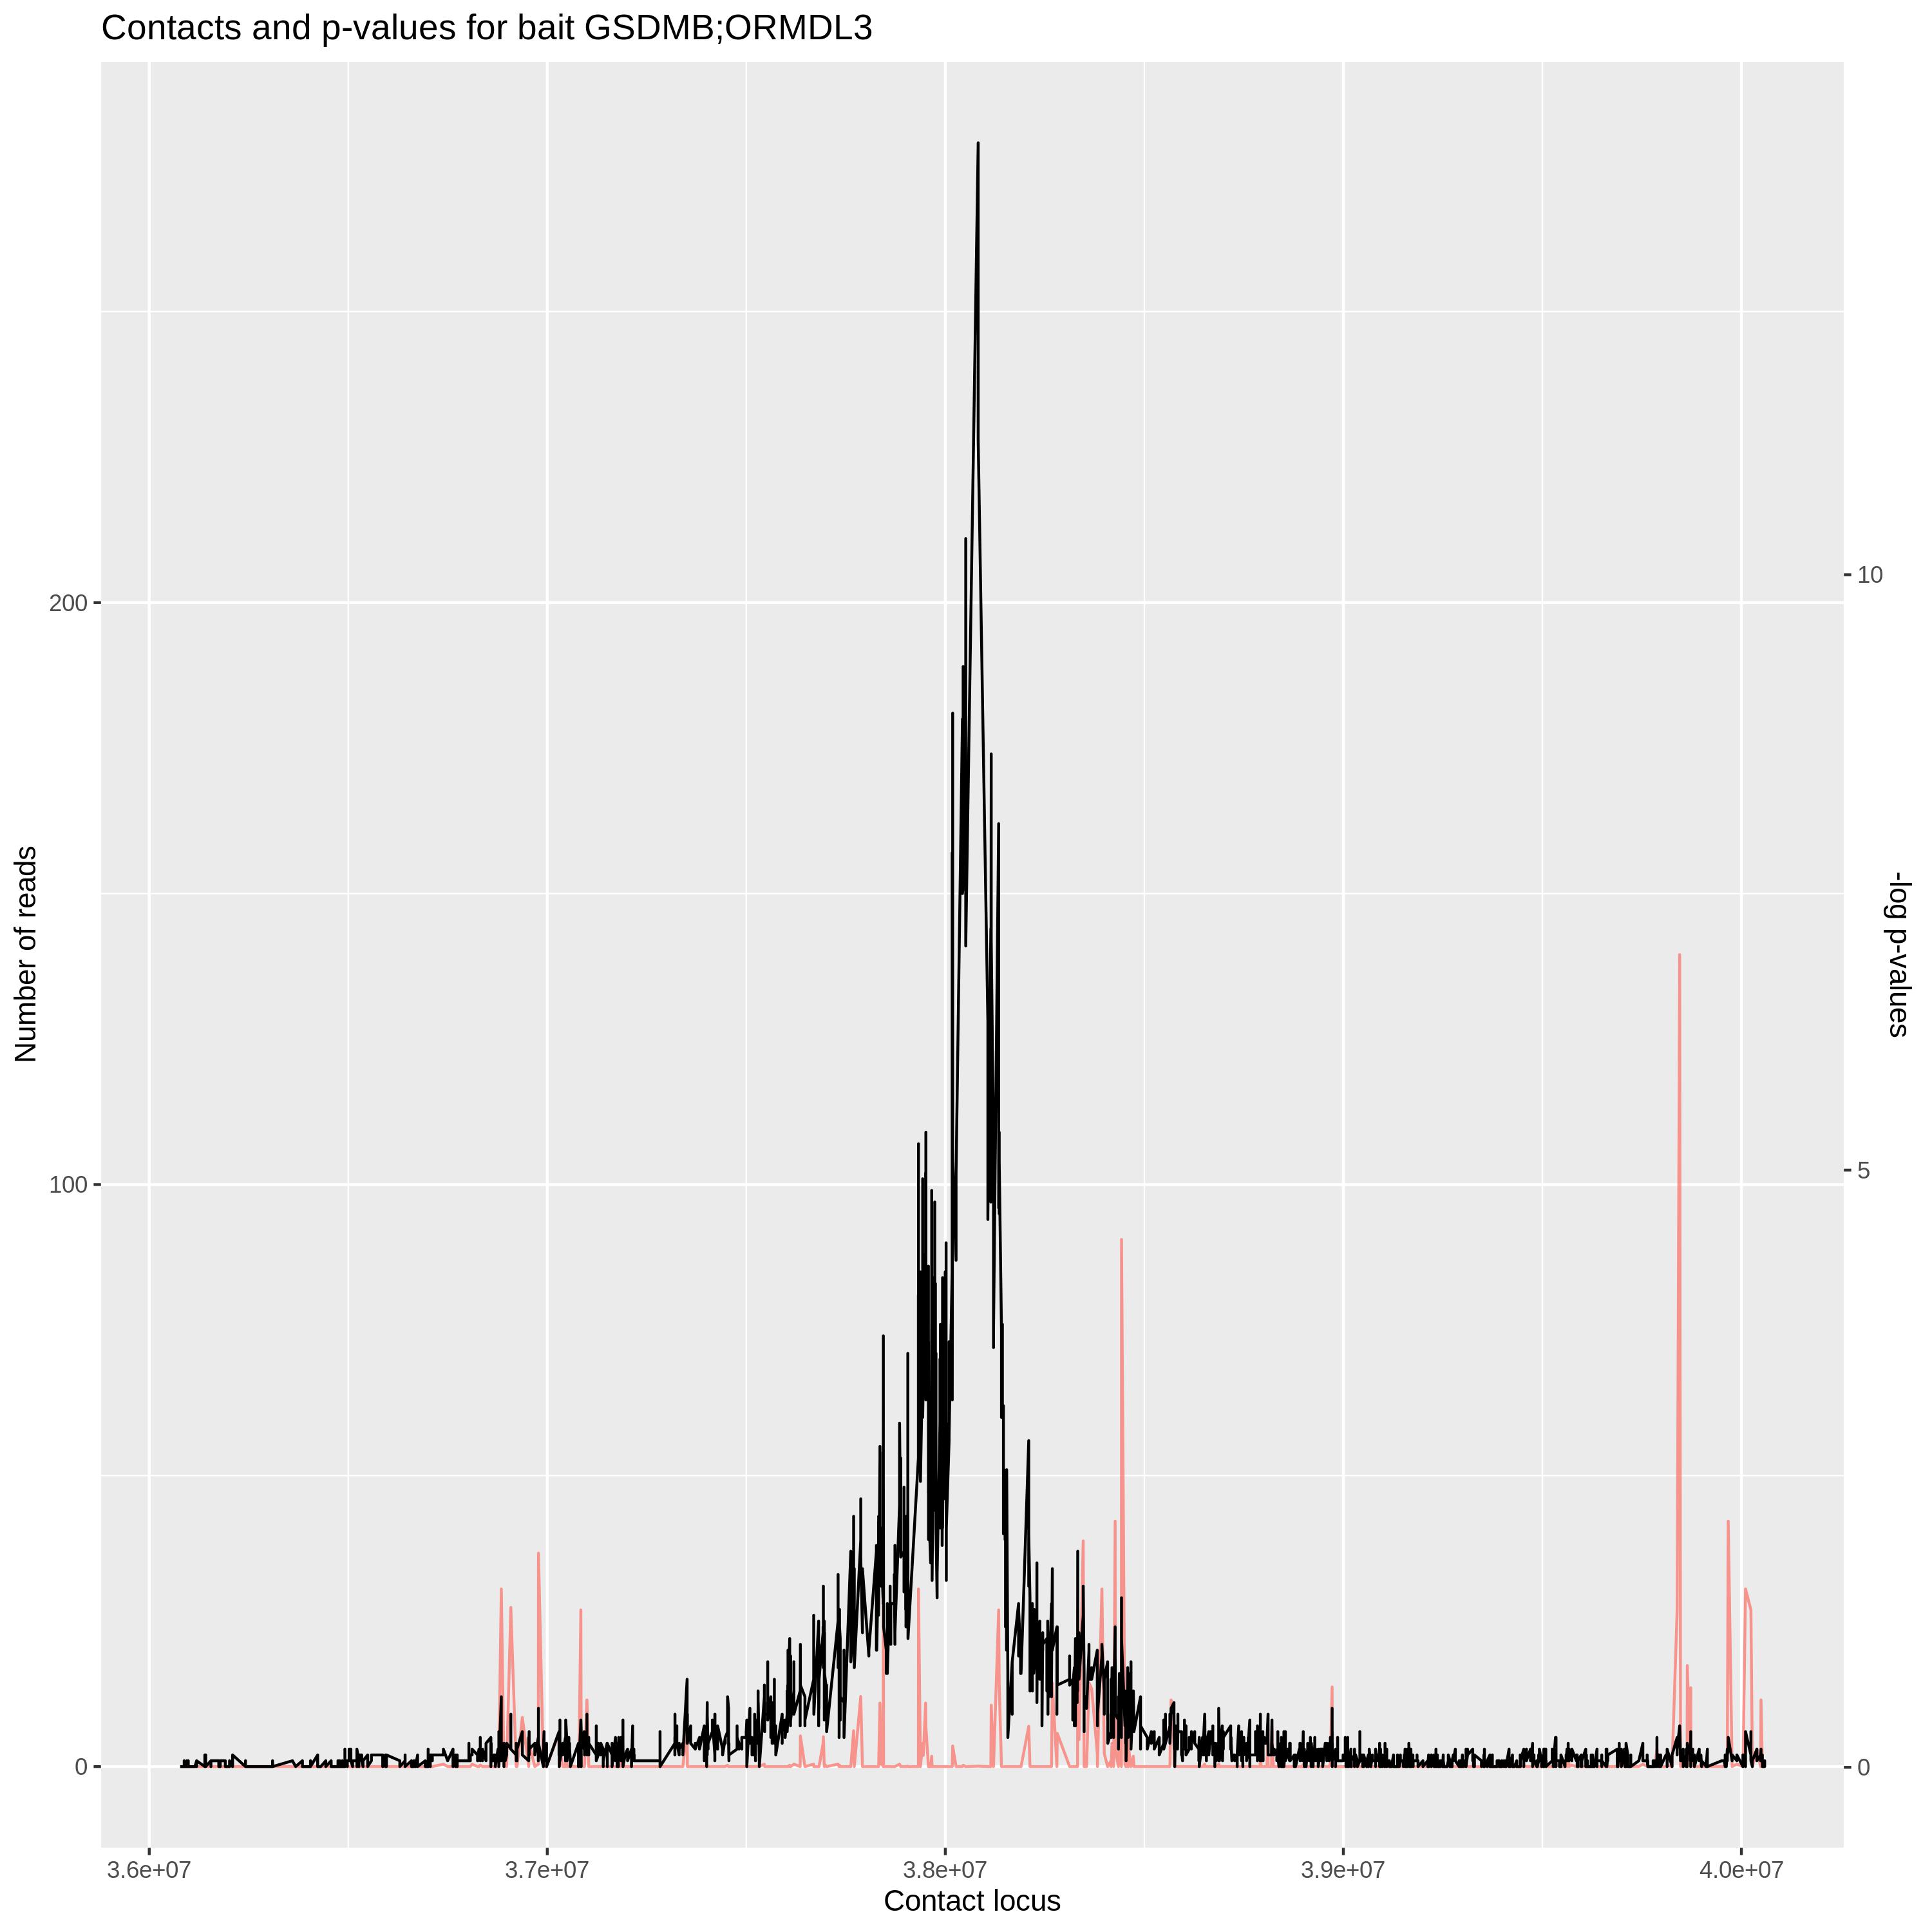 Contacts and p-values for bait GSDMB;ORMDL3
Number of reads
200
100
0
10
5
0
-log p-values
3.6e+07 3.7e+07 3.8e+07 3.9e+07 4.0e+07
Contact locus